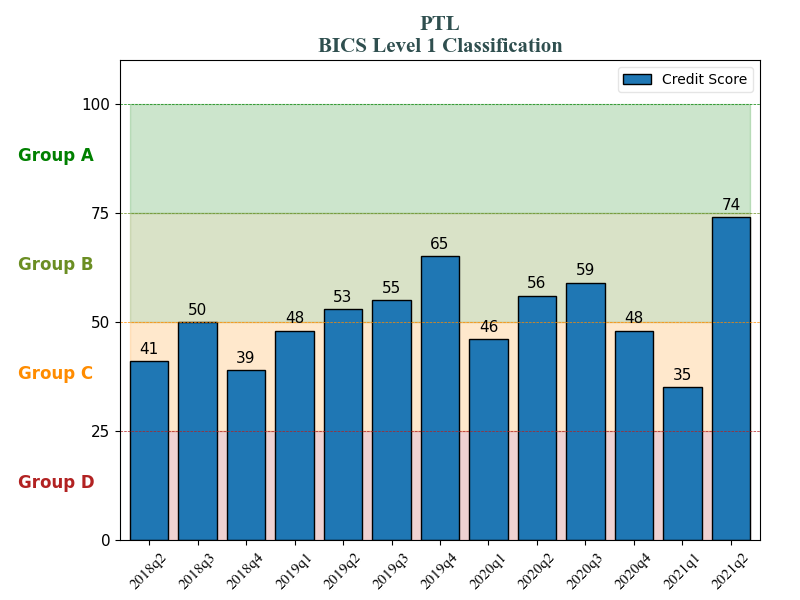 PTL
BICS Level 1 Classification
Credit Score
100
Group A
75
74
65
Group B
59
56
55
53
50
50
48
48
46
41
39
Group C
35
25
Group D
0
2018q2 2018q3 2018q4 2019q1 2019q2 2019q3 2019q4 2020q1 2020q2 2020q3 2020q4 2021q1 2021q2